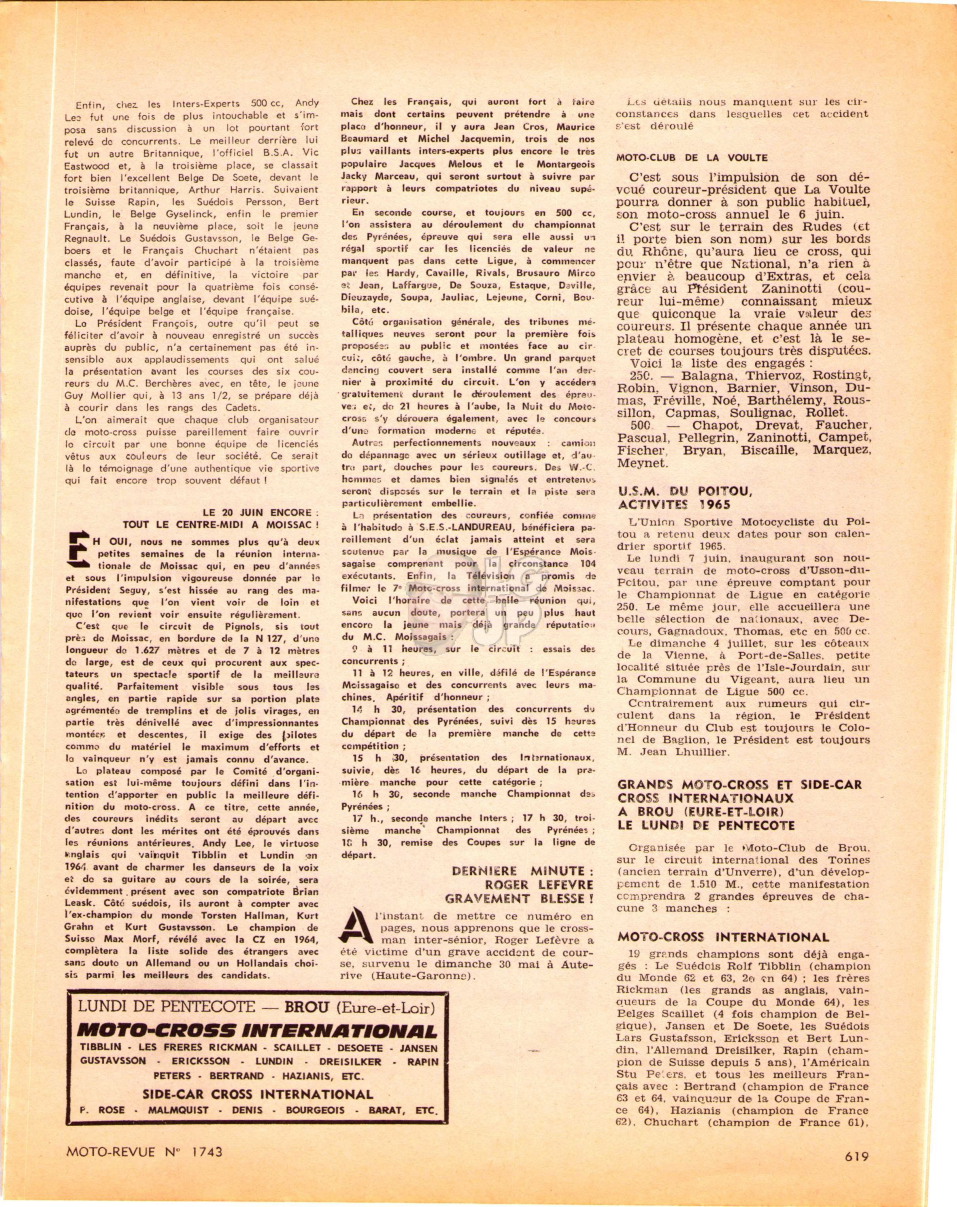 Enfin, chez les Inters-Experts 500 cc, Andy
Lee fut une fois de plus intouchable et s'im-
posa sans discussion à un lot pourtant fort
relevé de concurrents. Le meilleur derrière lui
fut un autre Britannique, l'officiel B.S.A. Vic
Eastwood et, à la troisième place, se classait
fort bien l'excellent Belge De Soete, devant le
troisième britannique, Arthur Harris. Suivaient
le Suisse Rapin, les Suédois Persson, Bert
Lundin, le Belge Gyselinck, enfin le premier
Français, à la neuvième place, soit le jeune
Regnault. Le Suédois Gustavsson, le Belge Ge-
boers et le Français Chuchart n'étaient pas
classés, faute d'avoir participé à la troisième
manche et, en définitive, la victoire par
équipes revenait pour la quatrième fois consé-
cutive à l'équipe anglaise, devant l'équipe sué-
doise, l'équipe belge et l'équipe française.
Le Président François, outre qu'il peut se
féliciter d'avoir à nouveau enregistré un succès
auprès du public, n'a certainement pas été in-
sensible aux applaudissements qui ont salué
la présentation avant les courses des six cou-
reurs du M.C. Berchères avec, en tête, le jeune
Guy Mollier qui, à 13 ans 1/2, se prépare déjà
à courir dans les rangs des Cadets.
L'on aimerait que chaque club organisateur
de moto-cross puisse pareillement faire ouvrir
le circuit par une bonne équipe de licenciés
vêtus aux couleurs de leur société. Ce serait
là le témoignage d'une authentique vie sportive
qui fait encore trop souvent défaut !
LE 20 JUIN ENCORE :
TOUT LE CENTRE-MIDI A MOISSAC !
EH OUI, nous ne sommes plus qu'à deux
petites semaines de la réunion interna-
tionale de Moissac qui, en peu d'années
et sous l'impulsion vigoureuse donnée par le
Président Seguy, s'est hissée au rang des ma-
nifestations que l'on vient voir de loin et
que l'on revient voir ensuite régulièrement.
C'est que le circuit de Pignols, sis tout
près de Moissac, en bordure de la N 127, d'une
longueur de 1.627 mètres et de 7 à 12 mètres
de large, est de ceux qui procurent aux spec-
tateurs un spectacle sportif de la meilleure
qualité. Parfaitement visible sous tous les
angles, en partie rapide sur sa portion plate
agrémentée de tremplins et de jolis virages, en
partie très dénivellé avec d'impressionnantes
montées et descentes, il exige des pilotes
comme du matériel le maximum d'efforts et
le vainqueur n'y est jamais connu d'avance.
Le plateau composé par le Comité d'organi-
sation est lui-même toujours défini dans l'in-
tention d'apporter en public la meilleure défi-
nition du moto-cross. A ce titre, cette année,
des coureurs inédits seront au départ avec
d'autres dont les mérites ont été éprouvés dans
les réunions antérieures. Andy Lee, le virtuose
anglais qui vainquit Tibblin et Lundin en
1964 avant de charmer les danseurs de la voix
et de sa guitare au cours de la soirée, sera
évidemment présent avec son compatriote Brian
Leask. Côté suédois, ils auront à compter avec
l'ex-champion du monde Torsten Hallman, Kurt
Grahn et Kurt Gustavsson. Le champion de
Suisse Max Morf, révélé avec la CZ en 1964,
complètera la liste solide des étrangers avec
sans doute un Allemand ou un Hollandais choi-
sis parmi les meilleurs des candidats.
Chez les Français, qui auront fort à faire
mais dont certains peuvent prétendre à une
place d'honneur, il y aura Jean Cros, Maurice
Beaumard et Michel Jacquemin, trois de nos
plus vaillants inters-experts plus encore le très
populaire Jacques Melous et le Montargeois
Jacky Marceau, qui seront surtout à suivre par
rapport à leurs compatriotes du niveau supé-
rieur.
En seconde course, et toujours en 500 cc,
l'on assistera au déroulement du championnat
des Pyrénées, épreuve qui sera elle aussi un
régal sportif car les licenciés de valeur ne
manquent pas dans cette Ligue, à commencer
par les Hardy, Cavaille, Rivals, Brusauro Mirco
et Jean, Laffargue, De Souza, Estaque, Daville,
Dieuzayde, Soupa, Jauliac, Lejeune, Corni, Bou-
bila, etc.
Côté organisation générale, des tribunes mé-
talliques neuves seront pour la première fois
proposées au public et montées face au cir-
cuit, côté gauche, à l'ombre. Un grand parquet
dancing couvert sera installé comme l'an der-
nier à proximité du circuit. L'on y accédera
gratuitement durant le déroulement des épreu-
ves et, de 21 heures à l'aube, la Nuit du Moto-
cross s'y dérouera également, avec le concours
d'une formation moderne et réputée.
Autres perfectionnements nouveaux : camion
de dépannage avec un sérieux outillage et, d'au-
tre part, douches pour les coureurs. Des W.-C.
hommes et dames bien signalés et entretenus
seront disposés sur le terrain et la piste sera
particulièrement embellie.
La présentation des coureurs, confiée comme
à l'habitude à S.E.S.-LANDUREAU, bénéficiera pa-
reillement d'un éclat jamais atteint et sera
soutenue par la musique de l'Espérance Mois-
sagaise comprenant pour la circonstance 104
exécutants. Enfin, la Télévision a promis de
filmer le 7e Moto-cross international de Moissac.
Voici l'horaire de cette belle réunion qui,
sans aucun doute, portera un peu plus haut
encore la jeune mais déjà grande réputation
du M.C. Moissagais :
9 à 11 heures, sur le circuit : essais des
concurrents ;
11 à 12 heures, en ville, défilé de l'Espérance
Moissagaise et des concurrents avec leurs ma-
chines. Apéritif d'honneur ;
14 h 30, présentation des concurrents du
Championnat des Pyrénées, suivi dès 15 heures
du départ de la première manche de cette
compétition ;
15 h 30, présentation des Internationaux,
suivie, dès 16 heures, du départ de la pre-
mière manche pour cette catégorie ;
16 h 30, seconde manche Championnat des
Pyrénées ;
17 h., seconde manche Inters ; 17 h 30, troi-
sième manche Championnat des Pyrénées ;
18 h 30, remise des Coupes sur la ligne de
départ.
DERNIERE MINUTE :
ROGER LEFEVRE
GRAVEMENT BLESSE !
A l'instant de mettre ce numéro en
pages, nous apprenons que le cross-
man inter-sénior, Roger Lefèvre a
été victime d'un grave accident de cour-
se, survenu le dimanche 30 mai à Aute-
rive (Haute-Garonne).
Les détails nous manquent sur les cir-
constances dans lesquelles cet accident
s'est déroulé
MOTO-CLUB DE LA VOULTE
C'est sous l'impulsion de son dé-
voué coureur-président que La Voulte
pourra donner à son public habituel,
son moto-cross annuel le 6 juin.
C'est sur le terrain des Rudes (et
il porte bien son nom) sur les bords
du Rhône, qu'aura lieu ce cross, qui
pour n'être que National, n'a rien à
envier à beaucoup d'Extras, et cela
grâce au Président Zaninotti (cou-
reur lui-même) connaissant mieux
que quiconque la vraie valeur des
coureurs. Il présente chaque année un
plateau homogène, et c'est là le se-
cret de courses toujours très disputées.
Voici la liste des engagés :
250. — Balagna, Thiervoz, Rostingt,
Robin, Vignon, Barnier, Vinson, Du-
mas, Fréville, Noé, Barthélemy, Rous-
sillon, Capmas, Soulignac, Rollet.
500. — Chapot, Drevat, Faucher,
Pascual, Pellegrin, Zaninotti, Campet,
Fischer, Bryan, Biscaille, Marquez,
Meynet.
U.S.M. DU POITOU,
ACTIVITES 1965
L'Union Sportive Motocycliste du Poi-
tou a retenu deux dates pour son calen-
drier sportif 1965.
Le lundi 7 juin, inaugurant son nou-
veau terrain de moto-cross d'Usson-du-
Poitou, par une épreuve comptant pour
le Championnat de Ligue en catégorie
250. Le même jour, elle accueillera une
belle sélection de nationaux, avec De-
cours, Gagnadoux, Thomas, etc en 500 cc.
Le dimanche 4 juillet, sur les côteaux
de la Vienne, à Port-de-Salles, petite
localité située près de l'Isle-Jourdain, sur
la Commune du Vigeant, aura lieu un
Championnat de Ligue 500 cc.
Contrairement aux rumeurs qui cir-
culent dans la région, le Président
d'Honneur du Club est toujours le Colo-
nel de Baglion, le Président est toujours
M. Jean Lhuillier.
GRANDS MOTO-CROSS ET SIDE-CAR
CROSS INTERNATIONAUX
A BROU (EURE-ET-LOIR)
LE LUNDI DE PENTECOTE
Organisée par le Moto-Club de Brou,
sur le circuit international des Tonnes
(ancien terrain d'Unverre), d'un dévelop-
pement de 1.510 M., cette manifestation
comprendra 2 grandes épreuves de cha-
cune 3 manches :
MOTO-CROSS INTERNATIONAL
19 grands champions sont déjà enga-
gés : Le Suédois Rolf Tibblin (champion
du Monde 62 et 63, 2e en 64) ; les frères
Rickman (les grands as anglais, vain-
queurs de la Coupe du Monde 64), les
Belges Scaillet (4 fois champion de Bel-
gique), Jansen et De Soete, les Suédois
Lars Gustafsson, Ericksson et Bert Lun-
din, l'Allemand Dreisilker, Rapin (cham-
pion de Suisse depuis 5 ans), l'Américain
Stu Peters, et tous les meilleurs Fran-
çais avec : Bertrand (champion de France
63 et 64, vainqueur de la Coupe de Fran-
ce 64), Hazianis (champion de France
62), Chuchart (champion de France 61),
LUNDI DE PENTECOTE — BROU (Eure-et-Loir)
MOTO-CROSS INTERNATIONAL
TIBBLIN - LES FRERES RICKMAN - SCAILLET - DESOETE - JANSEN
GUSTAVSSON - ERICKSSON - LUNDIN - DREISILKER - RAPIN
PETERS - BERTRAND - HAZIANIS, ETC.
SIDE-CAR CROSS INTERNATIONAL
P. ROSE - MALMQUIST - DENIS - BOURGEOIS - BARAT, ETC.
MOTO-REVUE N° 1743
619